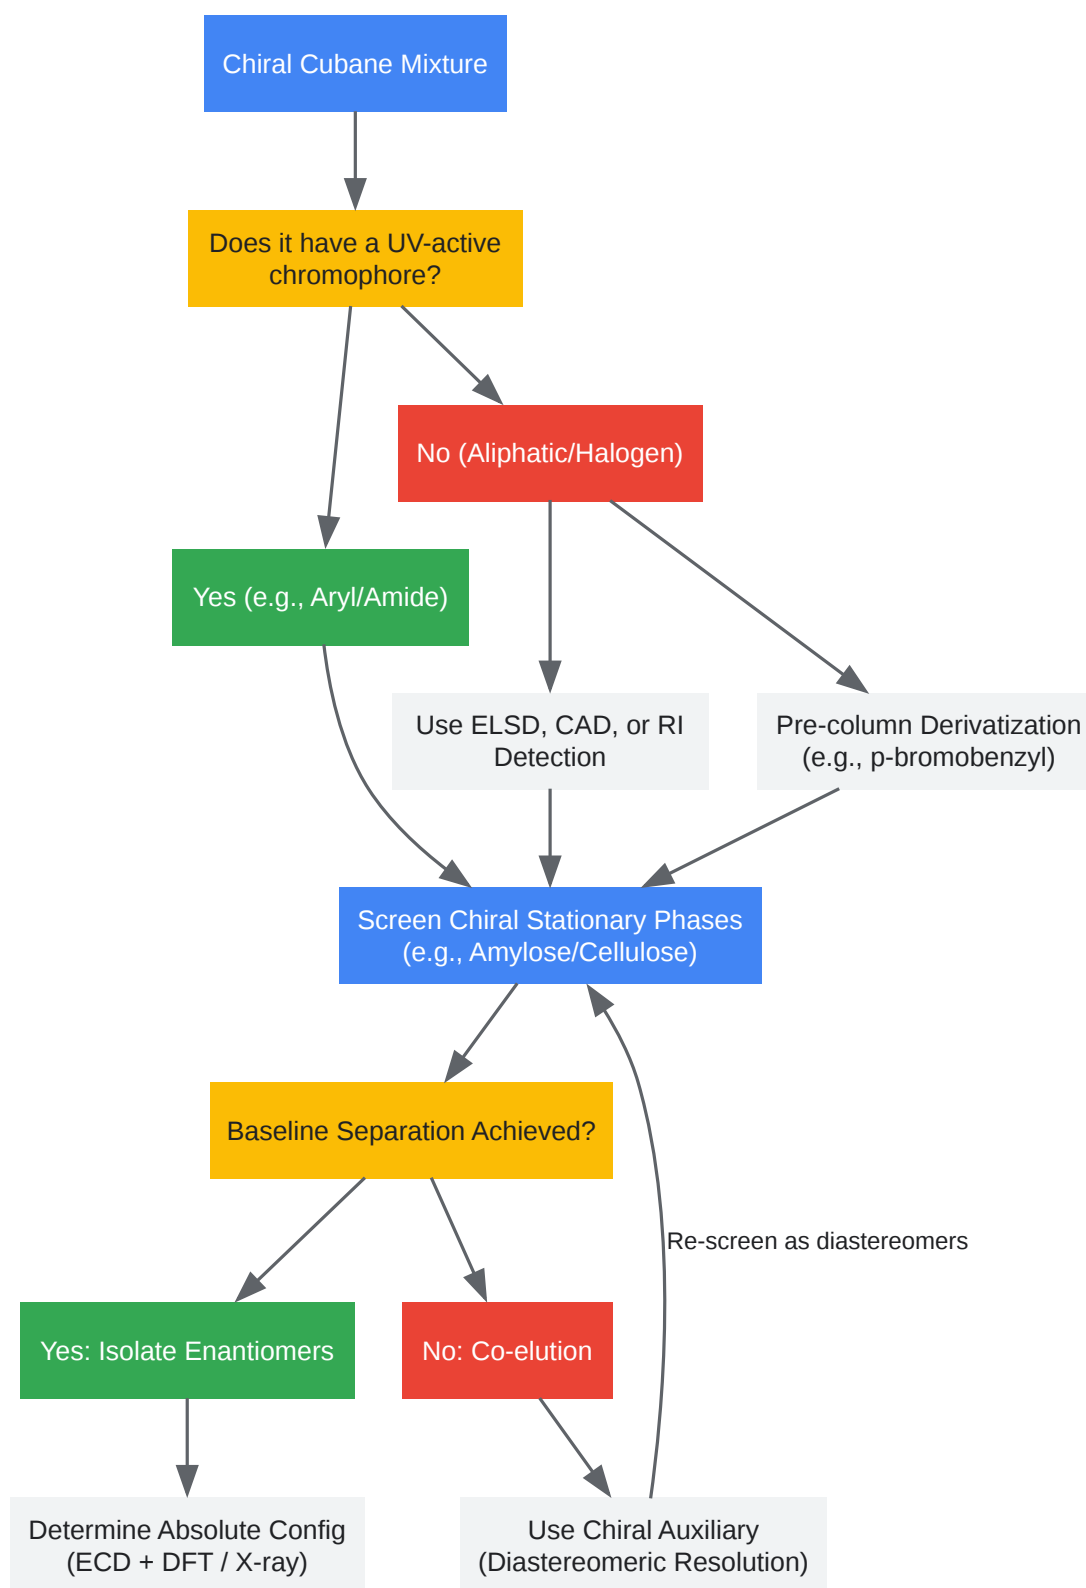 Chiral Cubane Mixture
Does it have a UV-active
chromophore?
No (Aliphatic/Halogen)
Yes (e.g., Aryl/Amide)
Use ELSD, CAD, or RI
Detection
Pre-column Derivatization
(e.g., p-bromobenzyl)
Screen Chiral Stationary Phases
(e.g., Amylose/Cellulose)
Baseline Separation Achieved?
Re-screen as diastereomers
Yes: Isolate Enantiomers
No: Co-elution
Determine Absolute Config
(ECD + DFT / X-ray)
Use Chiral Auxiliary
(Diastereomeric Resolution)